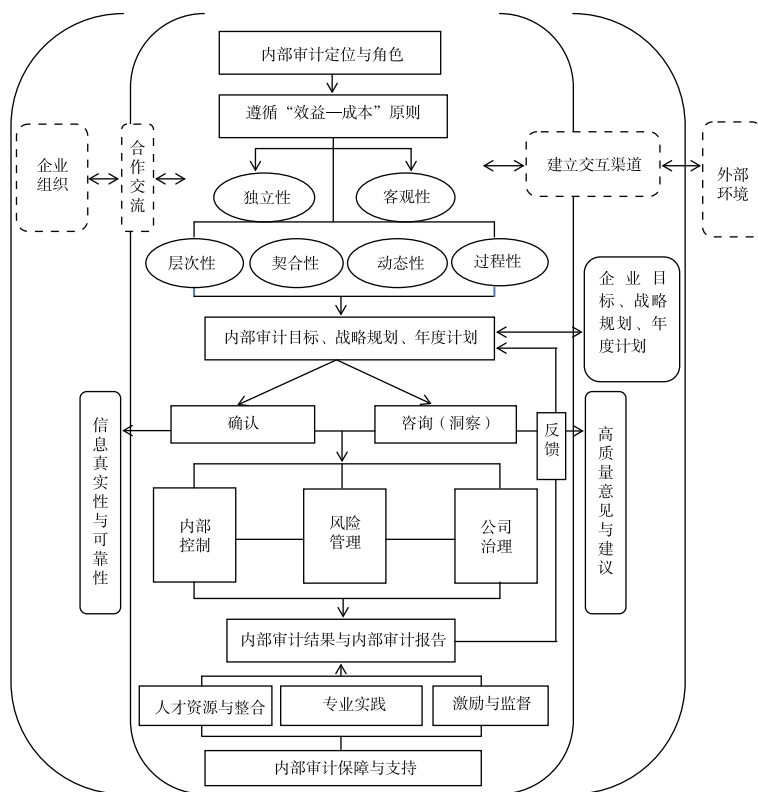 内部审计定位与角色
遵循“效益—成本”原则
企业
组织
合
作
交
流
建立交互渠道
外部
环境
独立性
客观性
层次性
契合性
动态性
过程性
企业目
标、战略
规划、年
度计划
内部审计目标、战略规划、年度计划
确认
咨询（洞察）
反
馈
信
息
真
实
性
与
可
靠
性
高
质
量
意
见
与
建
议
内部
控制
风险
管理
公司
治理
内部审计结果与内部审计报告
人才资源与整合
专业实践
激励与监督
内部审计保障与支持